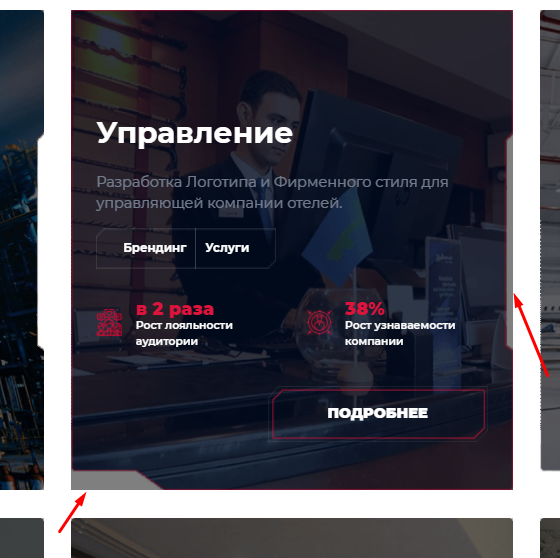 Управление
Разработка Логотипа и Фирменного стиля для
управляющей компании отелей.
Брендинг Услуги
в 2 раза
Рост лояльности
аудитории
38%
Рост узнаваемости
компании
ПОДРОБНЕЕ